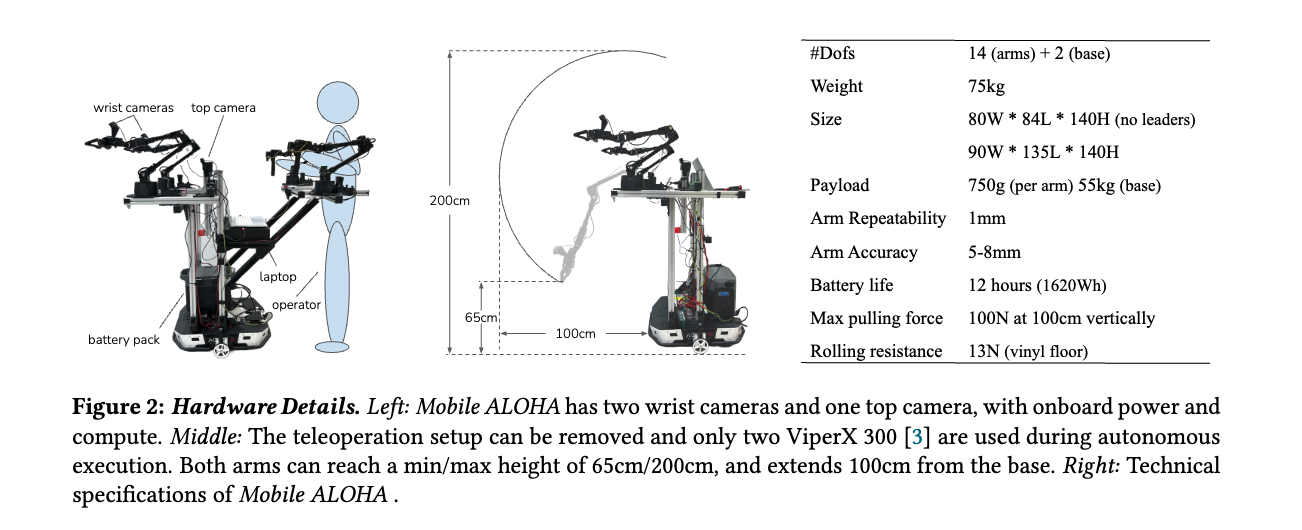 wrist cameras
top camera
laptop
operator
battery pack
200cm
65cm
100cm
#Dofs 14 (arms) + 2 (base)
Weight 75kg
Size 80W * 84L * 140H (no leaders)
90W * 135L * 140H
Payload 750g (per arm) 55kg (base)
Arm Repeatability 1mm
Arm Accuracy 5-8mm
Battery life 12 hours (1620Wh)
Max pulling force 100N at 100cm vertically
Rolling resistance 13N (vinyl floor)
Figure 2: Hardware Details. Left: Mobile ALOHA has two wrist cameras and one top camera, with onboard power and
compute. Middle: The teleoperation setup can be removed and only two ViperX 300 [3] are used during autonomous
execution. Both arms can reach a min/max height of 65cm/200cm, and extends 100cm from the base. Right: Technical
specifications of Mobile ALOHA .